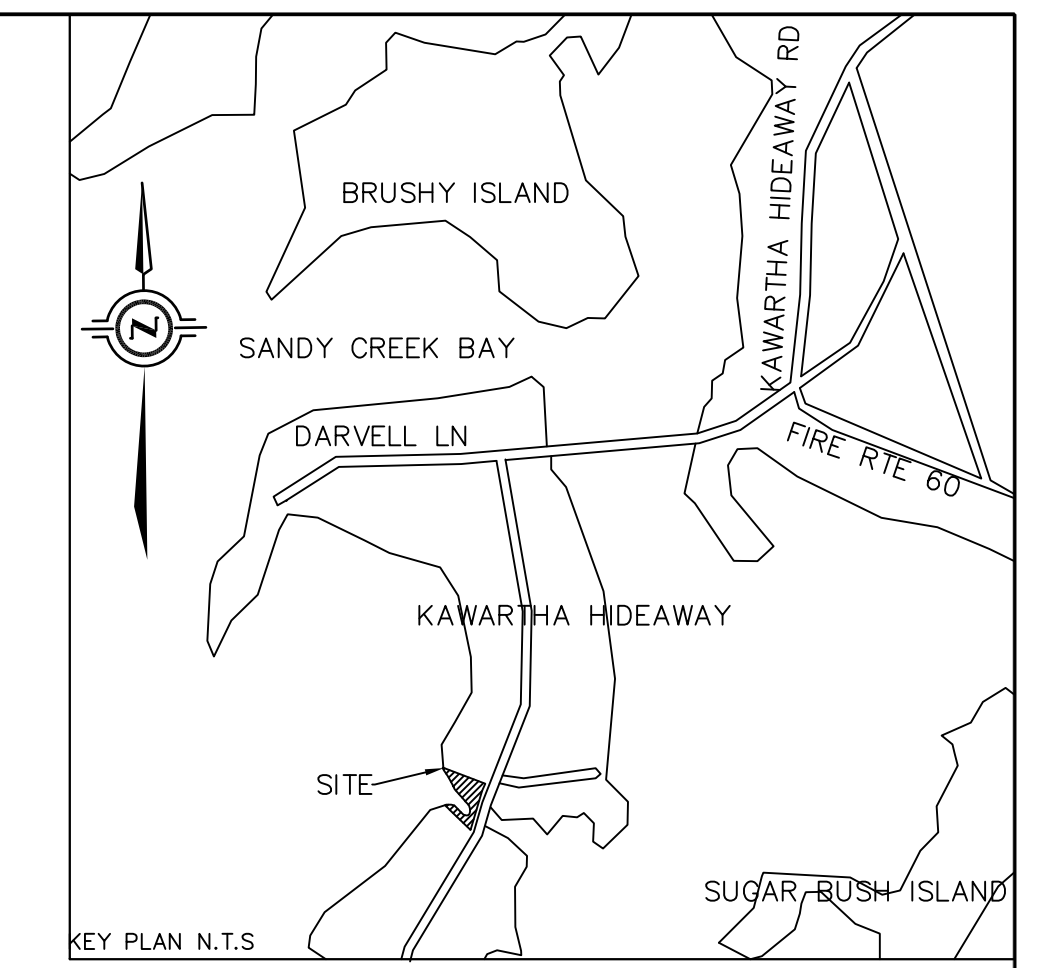 KAWARTHA HIDEAWAY RD
BRUSHY ISLAND
N
SANDY CREEK BAY
DARVELL LN
FIRE RTE 60
KAWARTHA HIDEAWAY
SITE
SUGAR BUSH ISLAND
KEY PLAN N.T.S